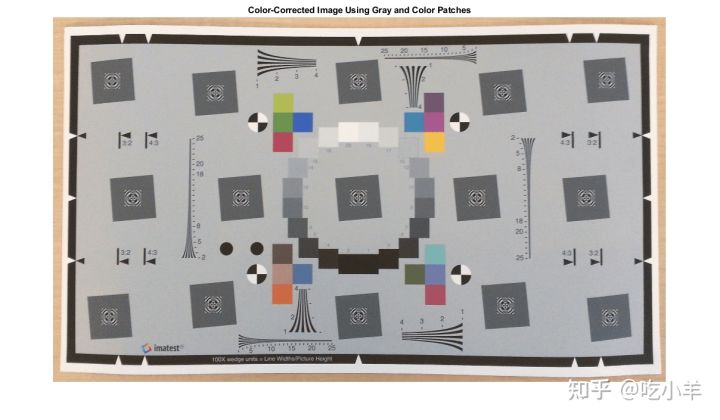 Color-Corrected Image Using Gray and Color Patches
25 20 15 10 5
1 2 3 4
1 2 4
3:2 4:3
25
20
18
8
5
2
2
5
8
18
20
25
4:3 3:2
3:2 4:3
4:3 3:2
4
2
1
4 3 2 1
5 10 15 20 25
imatest
100X wedge units = Line Widths/Picture Height
知乎 @吃小羊